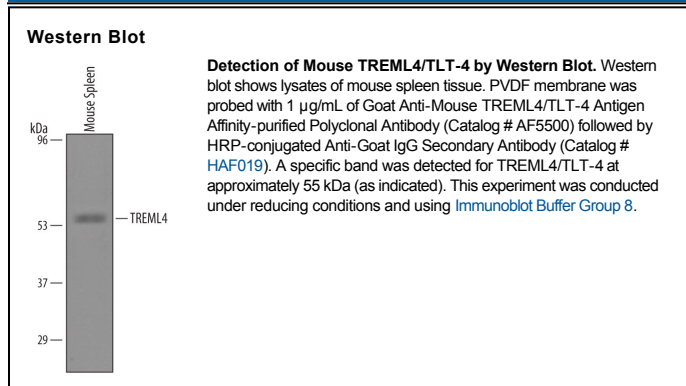 Western Blot
Mouse Spleen
Detection of Mouse TREML4/TLT-4 by Western Blot. Western
blot shows lysates of mouse spleen tissue. PVDF membrane was
probed with 1 µg/mL of Goat Anti-Mouse TREML4/TLT-4 Antigen
Affinity-purified Polyclonal Antibody (Catalog # AF5500) followed by
HRP-conjugated Anti-Goat IgG Secondary Antibody (Catalog #
HAF019). A specific band was detected for TREML4/TLT-4 at
approximately 55 kDa (as indicated). This experiment was conducted
under reducing conditions and using Immunoblot Buffer Group 8.
kDa
96
53
TREML4
37
29